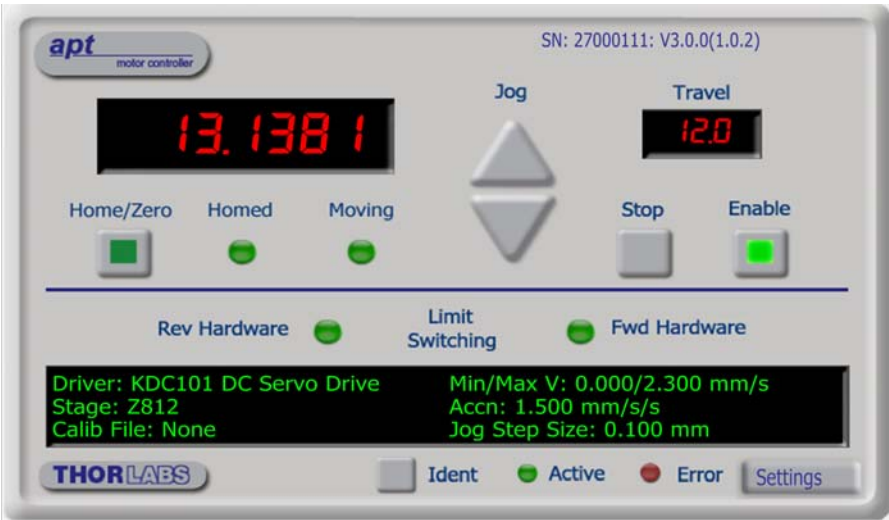 apt
motor controller
SN: 27000111: V3.0.0(1.0.2)
Jog
Travel
13.1381
12.0
Home/Zero
Homed
Moving
Stop
Enable
Rev Hardware
Limit
Switching
Fwd Hardware
Driver: KDC101 DC Servo Drive
Stage: Z812
Calib File: None
Min/Max V: 0.000/2.300 mm/s
Accn: 1.500 mm/s/s
Jog Step Size: 0.100 mm
THORLABS
Ident
Active
Error
Settings